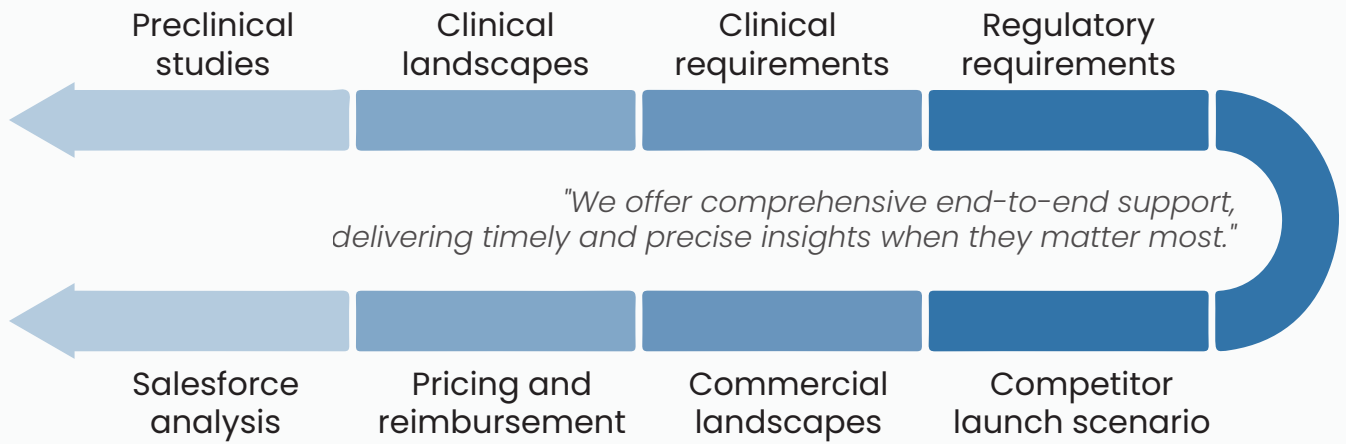 Preclinical
studies
Clinical
landscapes
Clinical
requirements
Regulatory
requirements
"We offer comprehensive end-to-end support,
delivering timely and precise insights when they matter most."
Salesforce
analysis
Pricing and
reimbursement
Commercial
landscapes
Competitor
launch scenario